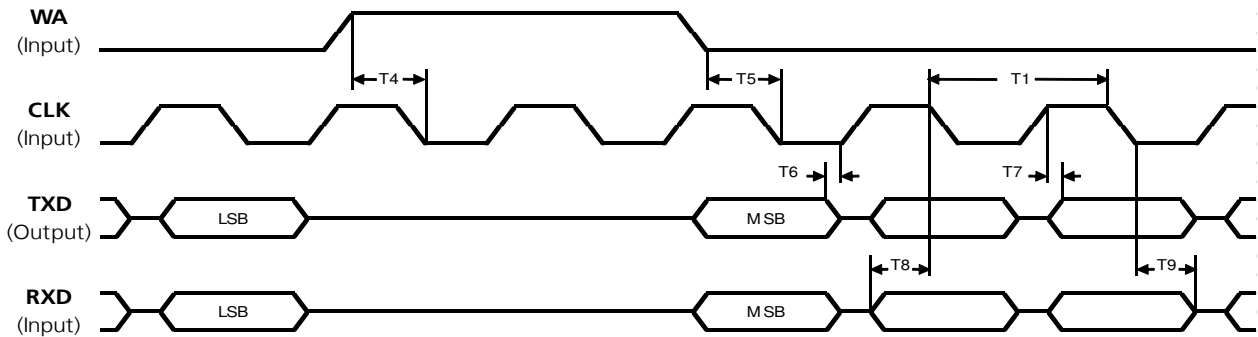 WA
(Input)
T4
T5
T1
CLK
(Input)
T6
T7
TXD
(Output)
LSB
MSB
T8
T9
RXD
(Input)
LSB
MSB